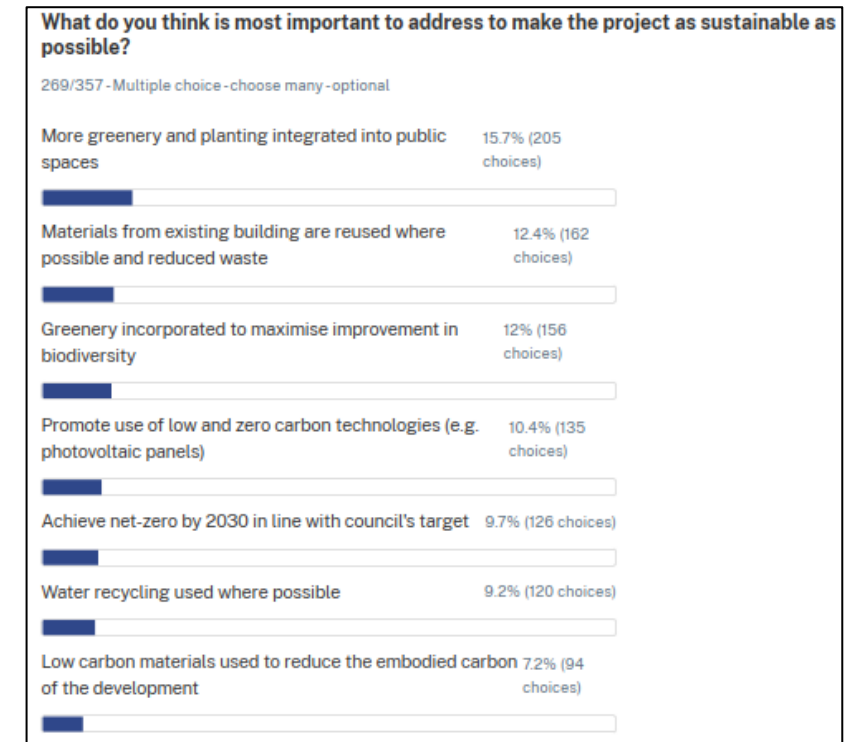 What do you think is most important to address to make the project as sustainable as
possible?
269/357 - Multiple choice - choose many - optional
More greenery and planting integrated into public
spaces
15.7% (205
choices)
Materials from existing building are reused where
possible and reduced waste
12.4% (162
choices)
Greenery incorporated to maximise improvement in
biodiversity
12% (156
choices)
Promote use of low and zero carbon technologies (e.g.
photovoltaic panels)
10.4% (135
choices)
Achieve net-zero by 2030 in line with council's target 9.7% (126 choices)
Water recycling used where possible 9.2% (120 choices)
Low carbon materials used to reduce the embodied carbon
of the development
7.2% (94
choices)